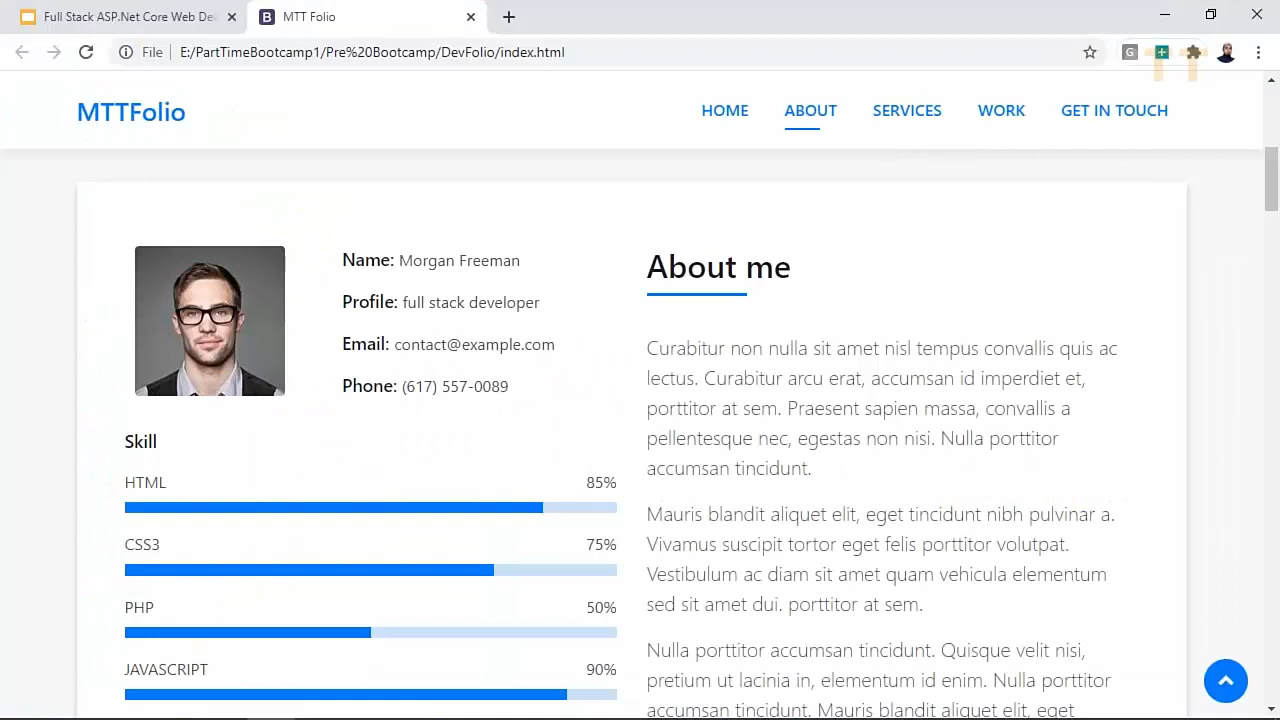 Full Stack ASP.Net Core Web De
MTT Folio
File
E:/PartTimeBootcamp1/Pre%20Bootcamp/DevFolio/index.html
MTTFolio
HOME
ABOUT
SERVICES
WORK
GET IN TOUCH
Name: Morgan Freeman
Profile: full stack developer
Email: contact@example.com
Phone: (617) 557-0089
Skill
HTML 85%
CSS3 75%
PHP 50%
JAVASCRIPT 90%
About me
Curabitur non nulla sit amet nisl tempus convallis quis ac
lectus. Curabitur arcu erat, accumsan id imperdiet et,
porttitor at sem. Praesent sapien massa, convallis a
pellentesque nec, egestas non nisi. Nulla porttitor
accumsan tincidunt.
Mauris blandit aliquet elit, eget tincidunt nibh pulvinar a.
Vivamus suscipit tortor eget felis porttitor volutpat.
Vestibulum ac diam sit amet quam vehicula elementum
sed sit amet dui. porttitor at sem.
Nulla porttitor accumsan tincidunt. Quisque velit nisi,
pretium ut lacinia in, elementum id enim. Nulla porttitor
accumsan tincidunt. Mauris blandit aliquet elit, eget